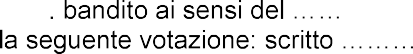 . bandito ai sensi del ......
la seguente votazione: scritto .........